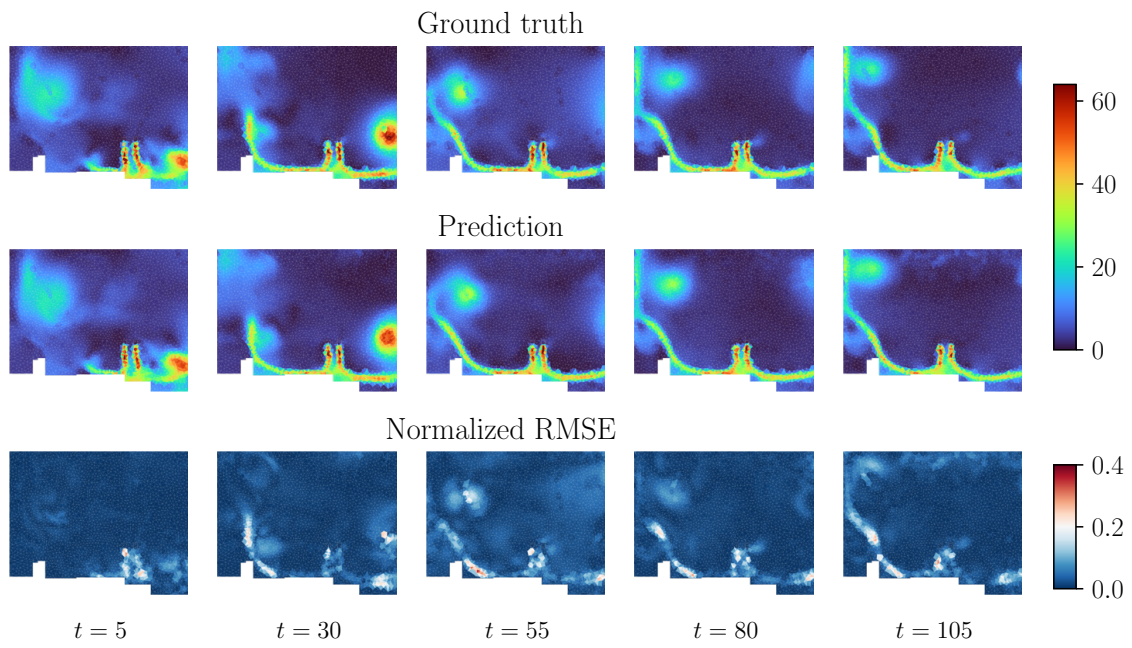 Ground truth
60
40
20
0
Prediction
Normalized RMSE
0.4
0.2
0.0
t = 5
t = 30
t = 55
t = 80
t = 105